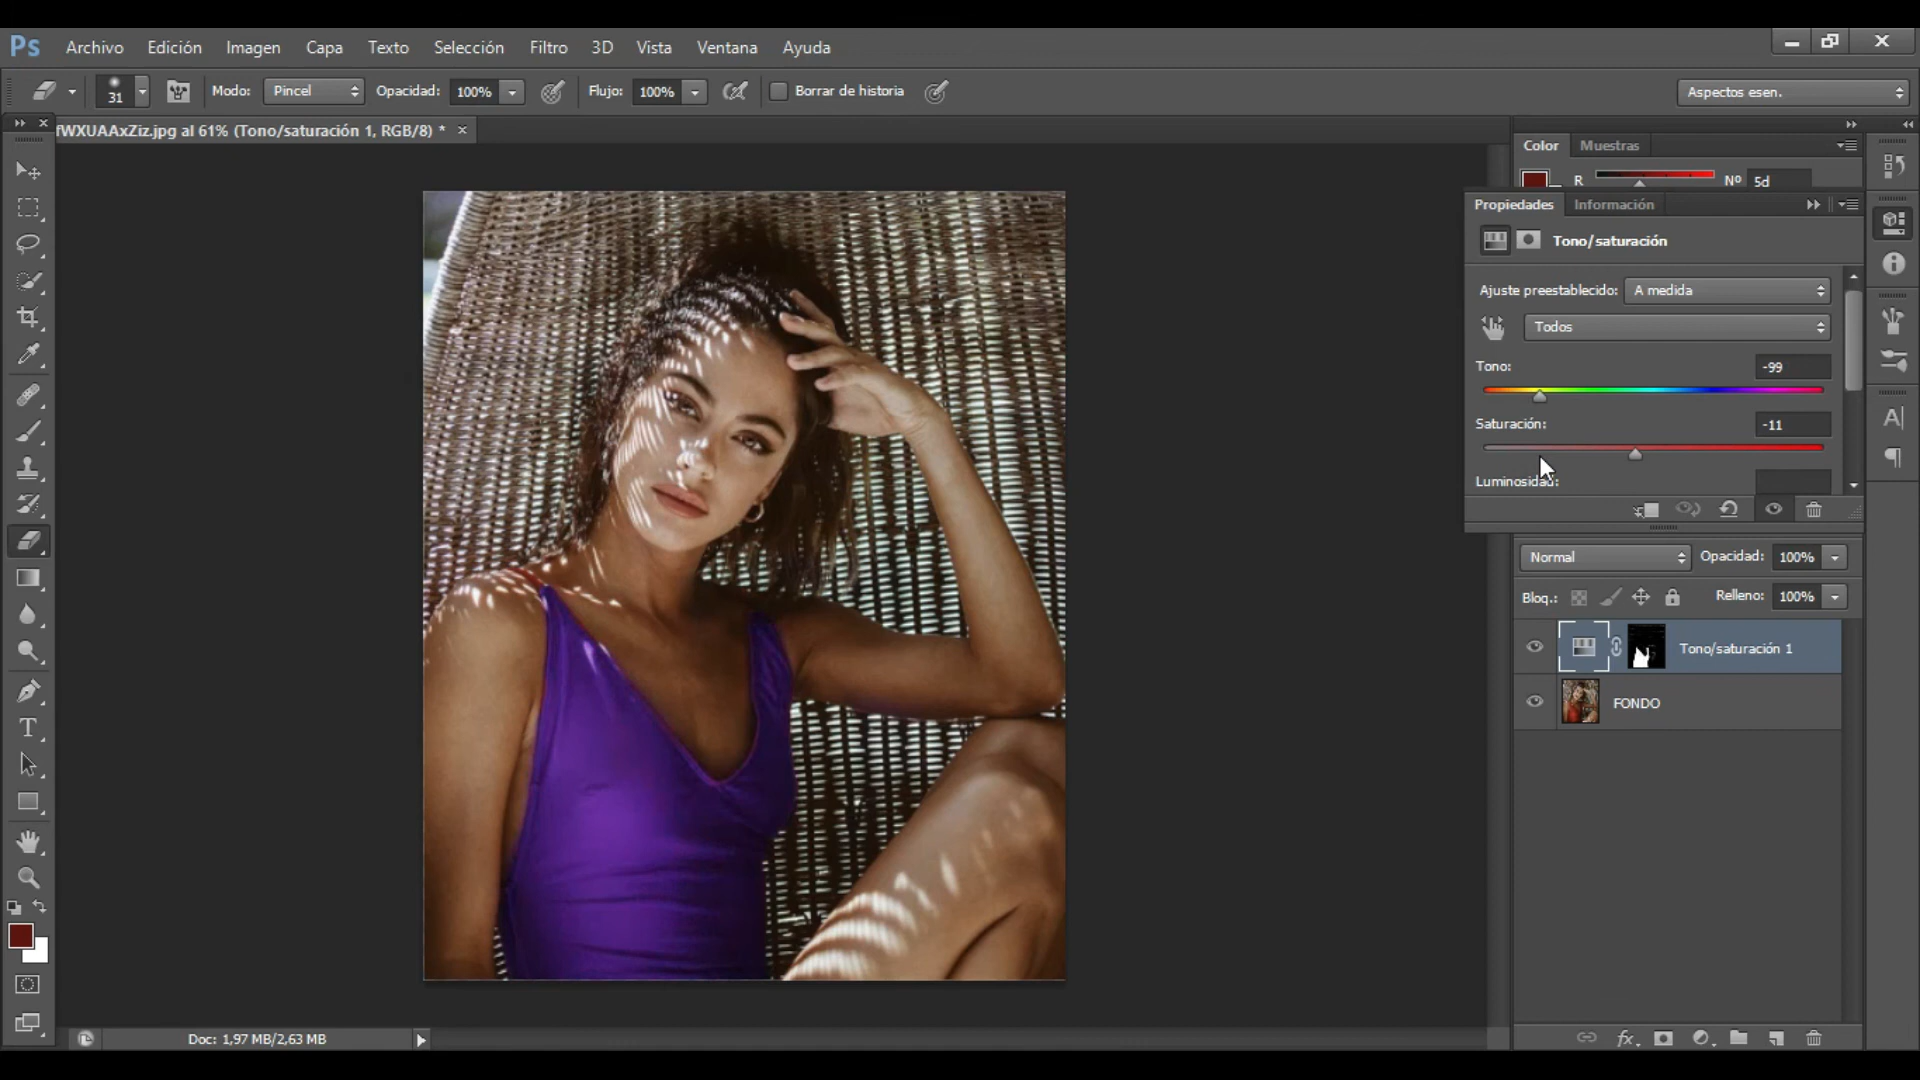 Ps Archivo Edición Imagen Capa Texto Selección Filtro 3D Vista Ventana Ayuda
31 Modo: Pincel Opacidad: 100% Flujo: 100% Borrar de historia Aspectos esen.
fWXUAAxZiz.jpg al 61% (Tono/saturación 1, RGB/8) * ×
Color Muestras
R Nº 5d
Propiedades Información
Tono/saturación
Ajuste preestablecido: A medida
Todos
Tono: -99
Saturación: -11
Luminosidad:
Normal Opacidad: 100%
Bloq.: Relleno: 100%
Tono/saturación 1
FONDO
Doc: 1,97 MB/2,63 MB